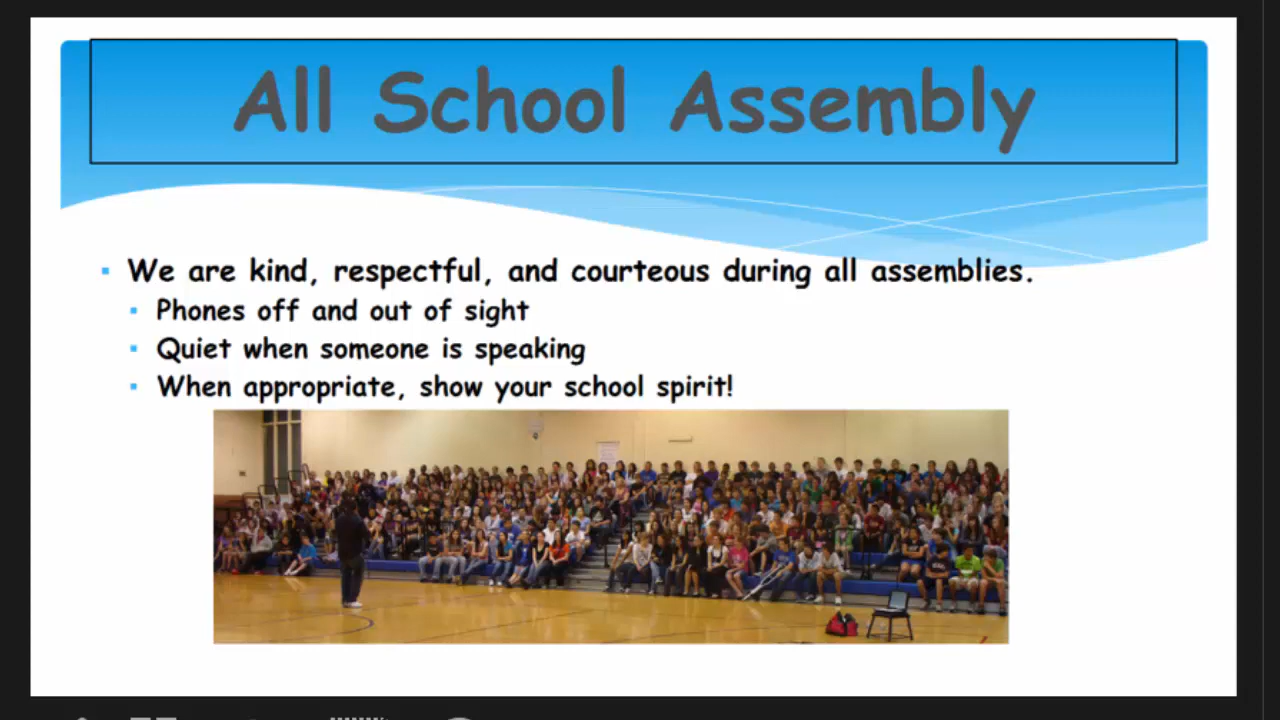 All School Assembly
We are kind, respectful, and courteous during all assemblies.
Phones off and out of sight
Quiet when someone is speaking
When appropriate, show your school spirit!